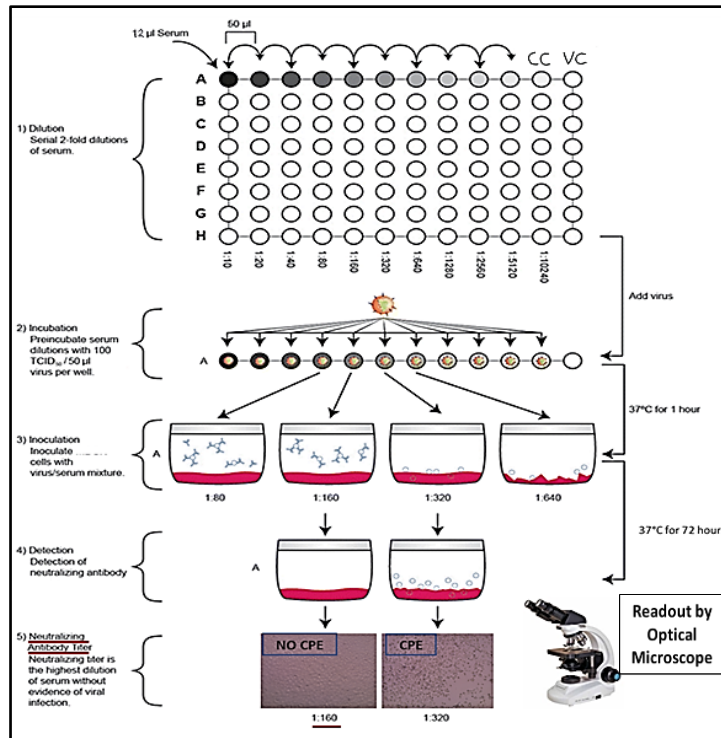 50 µl
12 µl Serum
CC VC
A
B
C
D
E
F
G
H
1) Dilution
Serial 2-fold dilutions
of serum.
1:10
1:20
1:40
1:80
1:160
1:320
1:640
1:1280
1:2560
1:5120
1:10240
Add virus
2) Incubation
Preincubate serum
dilutions with 100
TCID50 / 50 µl
virus per well.
A
37°C for 1 hour
3) Inoculation
Inoculate
cells with
virus/serum mixture.
A
1:80
1:160
1:320
1:640
37°C for 72 hour
4) Detection
Detection of
neutralizing antibody
A
5) Neutralizing
Antibody Titer
Neutralizing titer is
the highest dilution
of serum without
evidence of viral
infection.
NO CPE
CPE
1:160
1:320
Readout by
Optical
Microscope